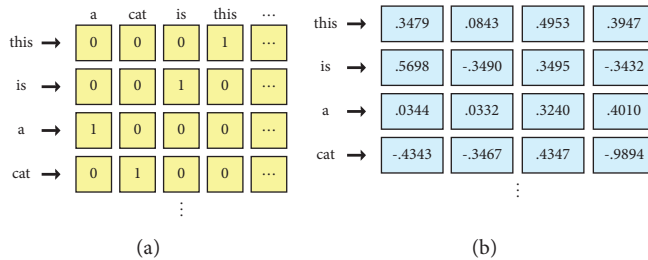 a cat is this ...
this 0 0 0 1 ...
is 0 0 1 0 ...
a 1 0 0 0 ...
cat 0 1 0 0 ...
⋮
(a)
this .3479 .0843 .4953 .3947
is .5698 -.3490 .3495 -.3432
a .0344 .0332 .3240 .4010
cat -.4343 -.3467 .4347 -.9894
⋮
(b)